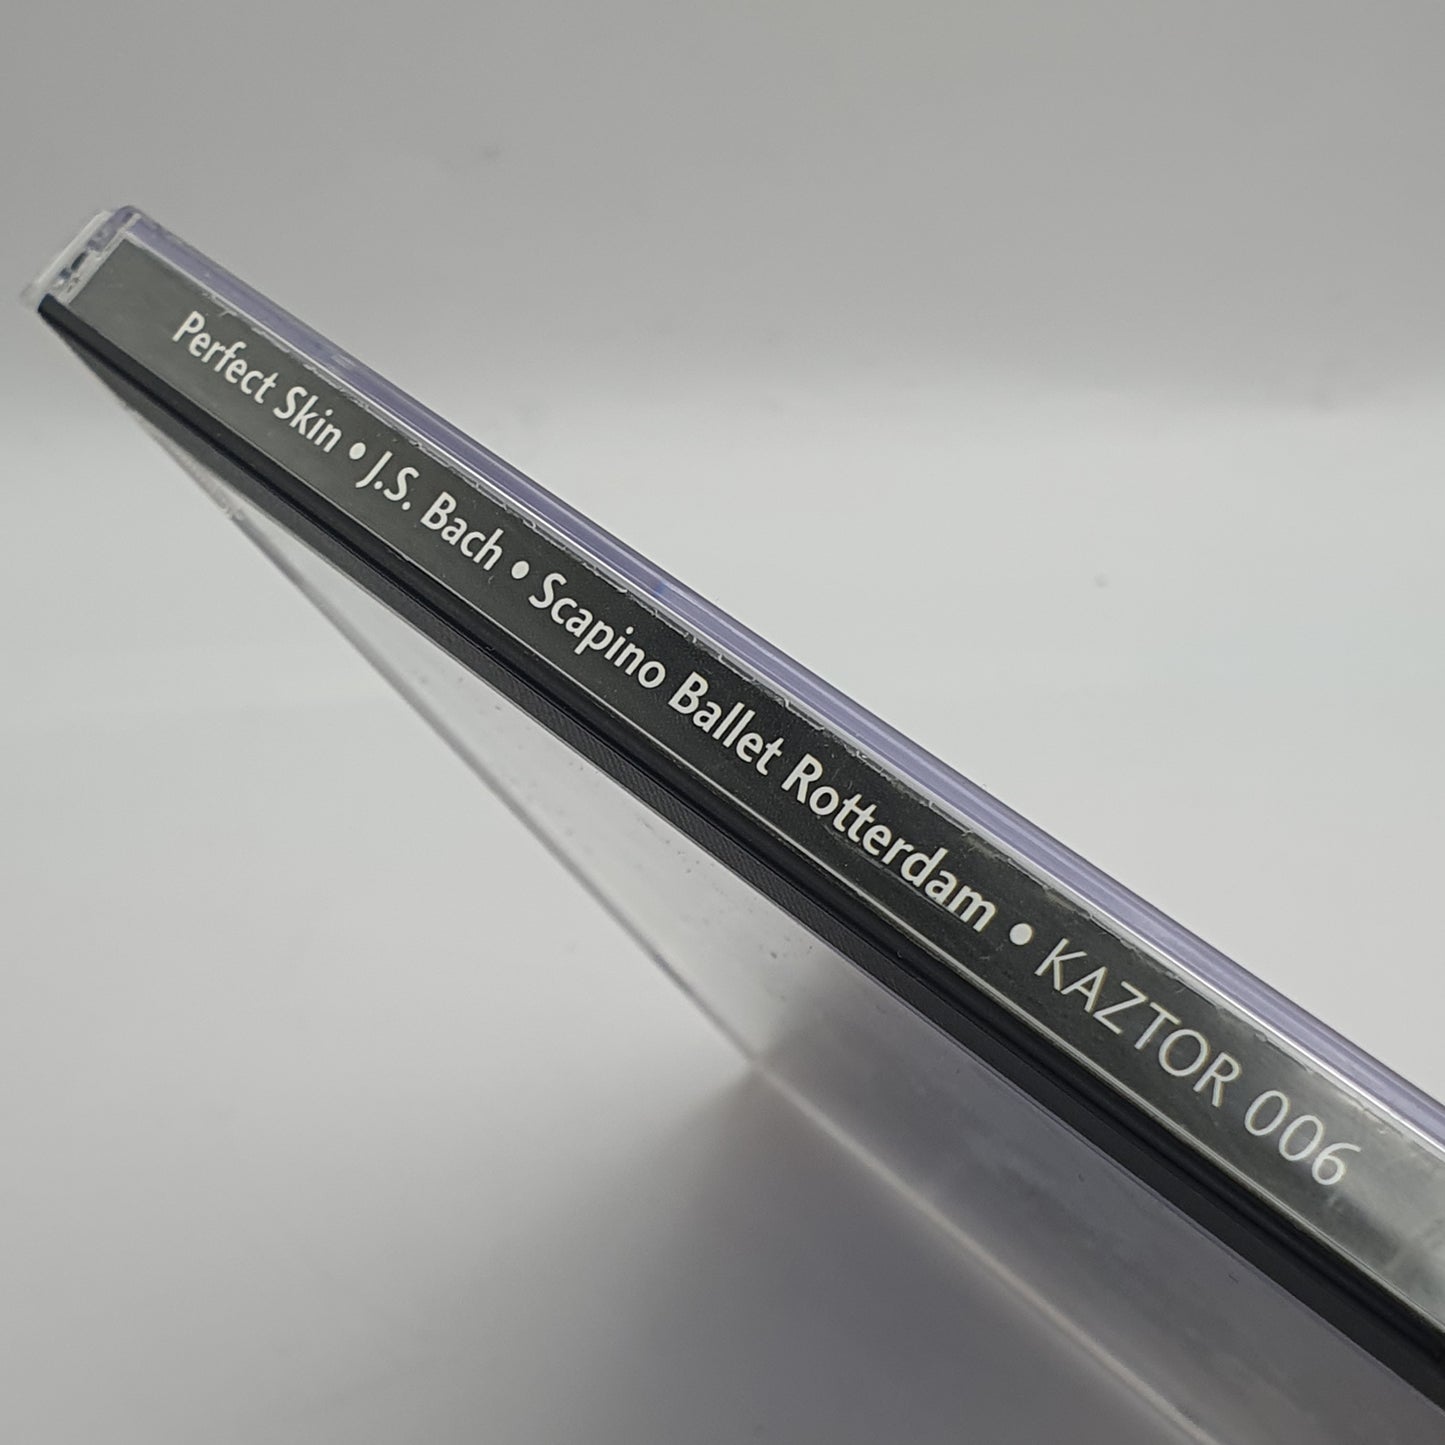 Perfect Skin • J.S. Bach • Scapino Ballet Rotterdam • KAZTOR 006